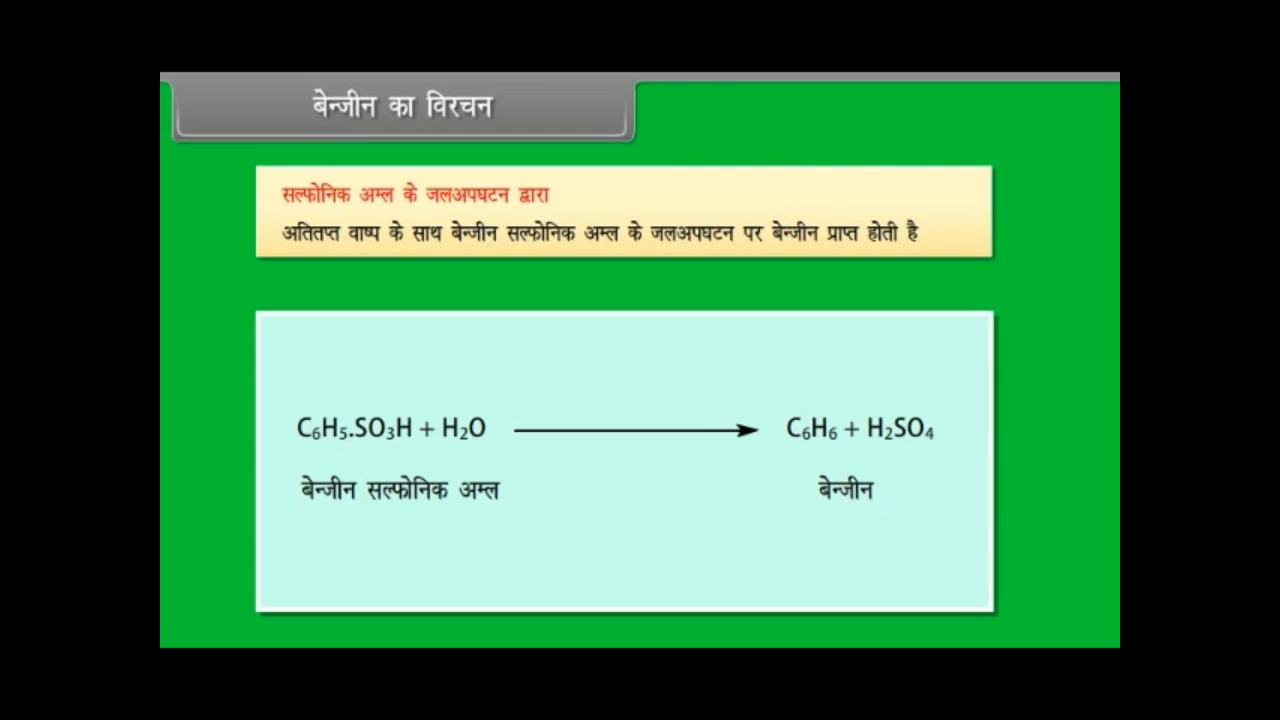 बेन्जीन का विरचन
सल्फोनिक अम्ल के जलअपघटन द्वारा
अतितप्त वाष्प के साथ बेन्जीन सल्फोनिक अम्ल के जलअपघटन पर बेन्जीन प्राप्त होती है
C₆H₅.SO₃H + H₂O ⟶ C₆H₆ + H₂SO₄
बेन्जीन सल्फोनिक अम्ल बेन्जीन